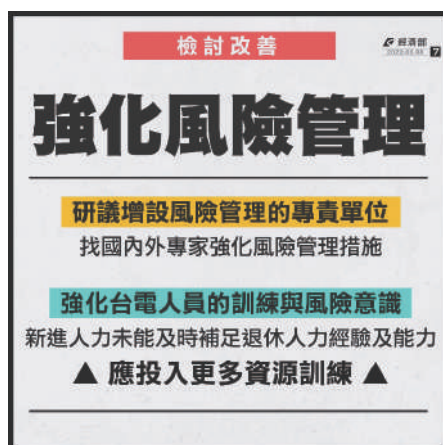 檢討改善
經濟部
7
強化風險管理
研議增設風險管理的專責單位
找國內外專家強化風險管理措施
強化台電人員的訓練與風險意識
新進人力未能及時補足退休人力經驗及能力
▲ 應投入更多資源訓練 ▲